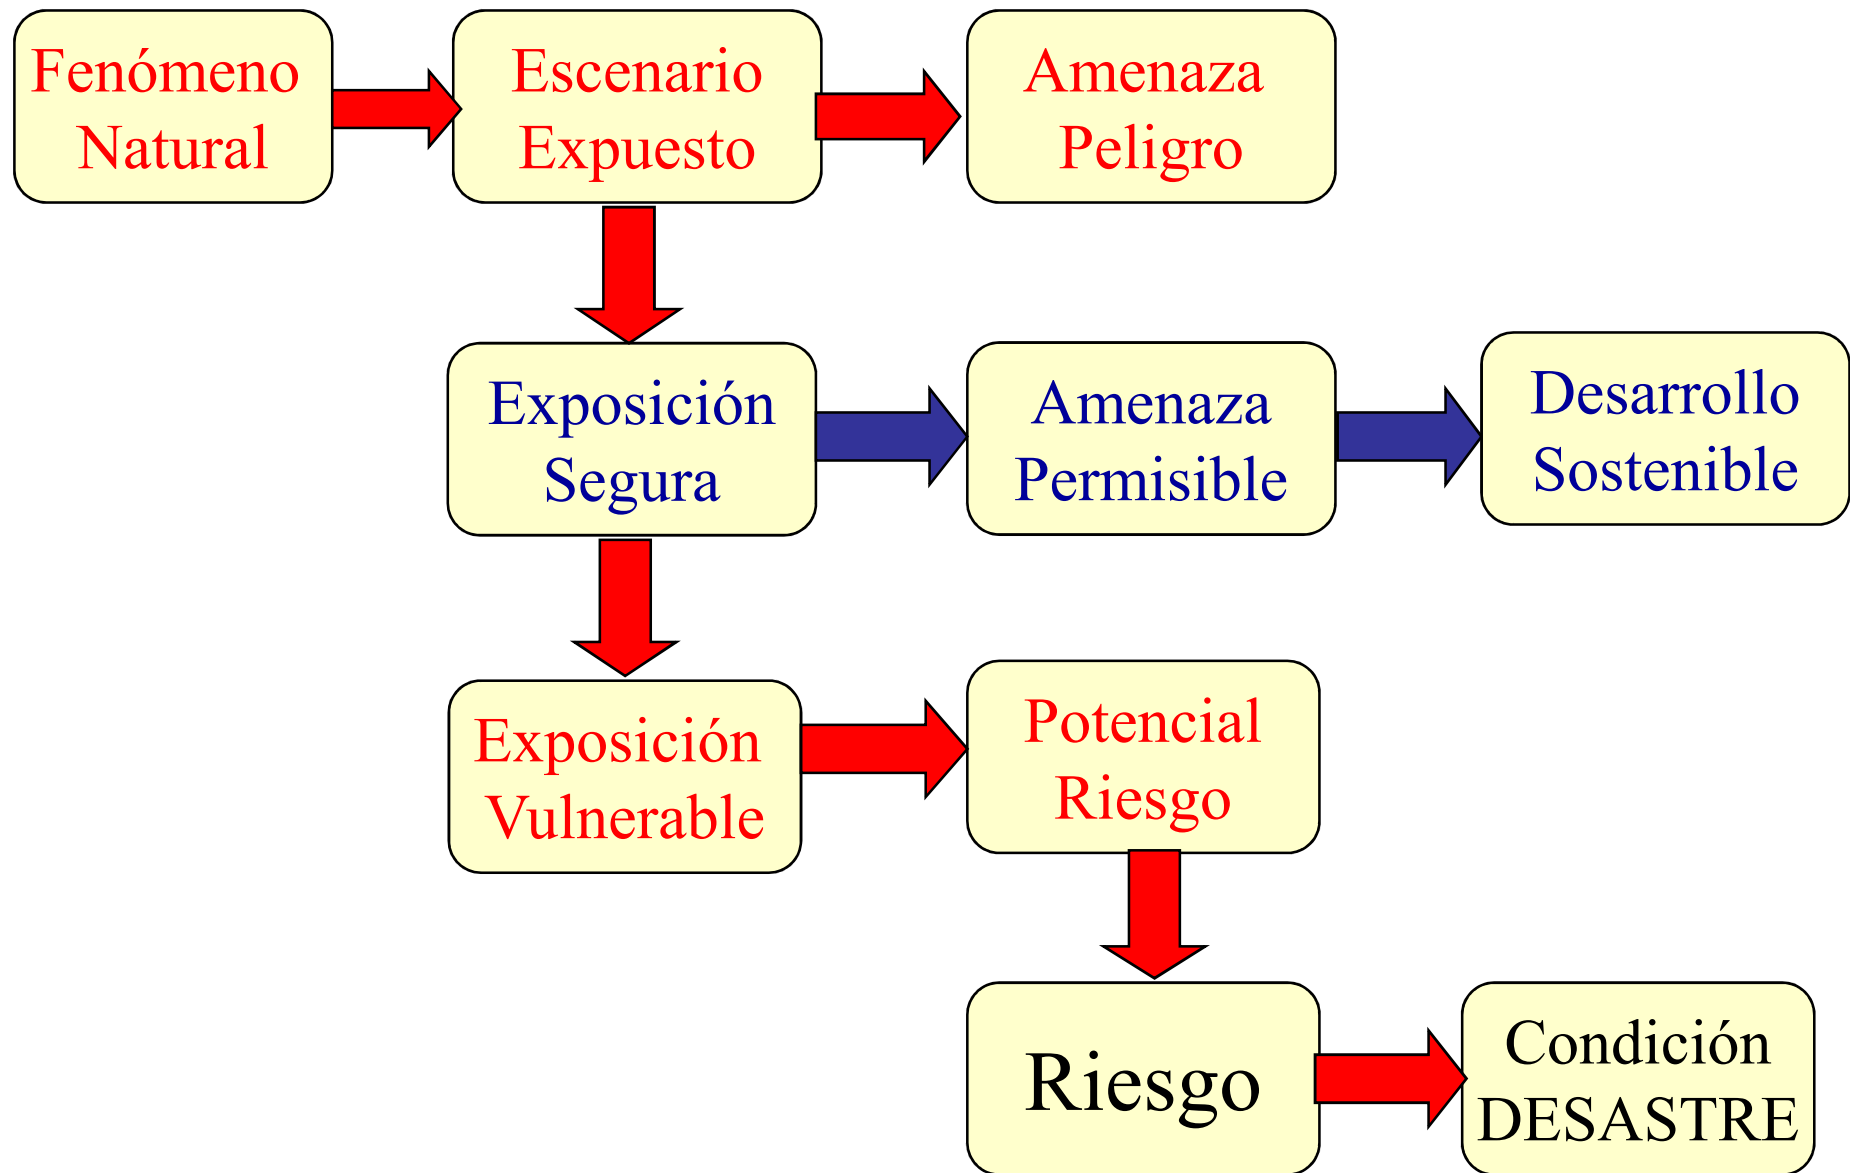 Fenómeno
Natural
Escenario
Expuesto
Amenaza
Peligro
Exposición
Segura
Amenaza
Permisible
Desarrollo
Sostenible
Exposición
Vulnerable
Potencial
Riesgo
Riesgo
Condición
DESASTRE